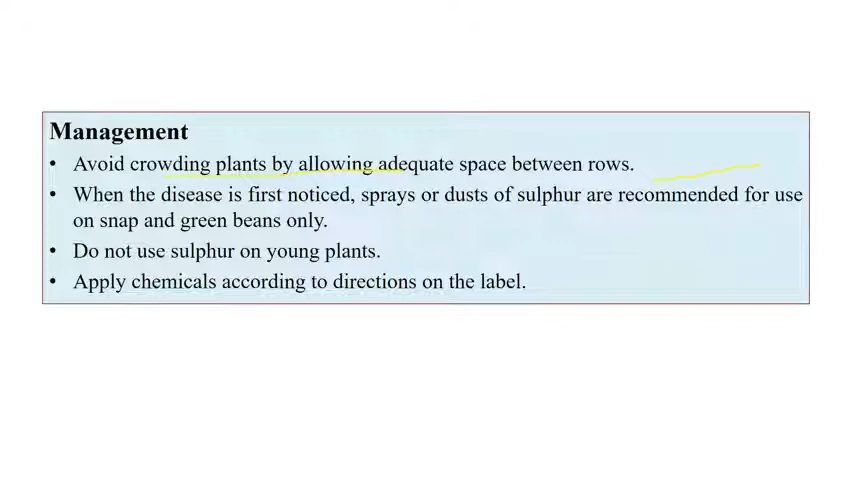 Management
• Avoid crowding plants by allowing adequate space between rows.
• When the disease is first noticed, sprays or dusts of sulphur are recommended for use
on snap and green beans only.
• Do not use sulphur on young plants.
• Apply chemicals according to directions on the label.